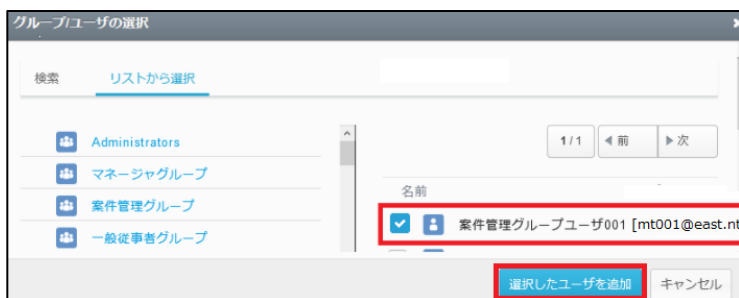 グループ/ユーザの選択
検索 リストから選択
Administrators
マネージャグループ
案件管理グループ
一般従事者グループ
1/1 ◀前 ▶次
名前
案件管理グループユーザ001 [mt001@east.nt
選択したユーザを追加 キャンセル